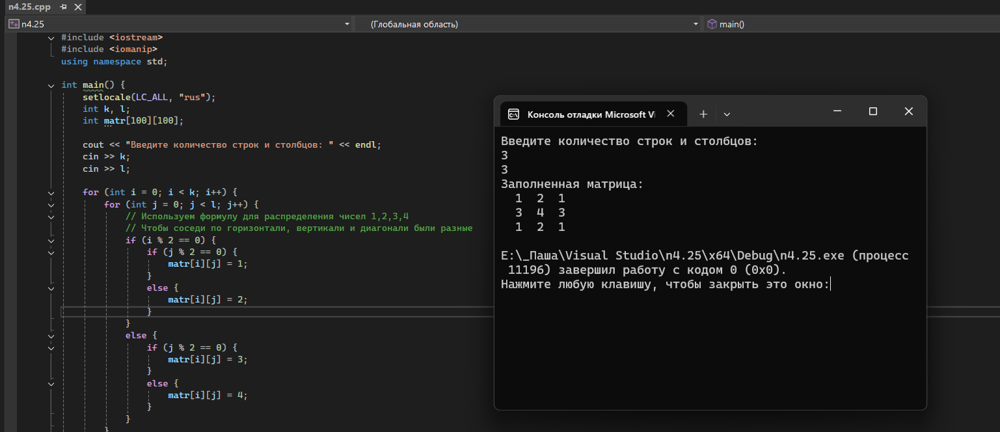 n4.25.cpp
n4.25
(Глобальная область)
main()
#include <iostream>
#include <iomanip>
using namespace std;
int main() {
setlocale(LC_ALL, "rus");
int k, l;
int matr[100][100];
cout << "Введите количество строк и столбцов: " << endl;
cin >> k;
cin >> l;
for (int i = 0; i < k; i++) {
for (int j = 0; j < l; j++) {
// Используем формулу для распределения чисел 1,2,3,4
// Чтобы соседи по горизонтали, вертикали и диагонали были разные
if (i % 2 == 0) {
if (j % 2 == 0) {
matr[i][j] = 1;
}
else {
matr[i][j] = 2;
}
}
else {
if (j % 2 == 0) {
matr[i][j] = 3;
}
else {
matr[i][j] = 4;
}
}
}
Консоль отладки Microsoft Vi
Введите количество строк и столбцов:
3
3
Заполненная матрица:
1 2 1
3 4 3
1 2 1
E:\_Паша\Visual Studio\n4.25\x64\Debug\n4.25.exe (процесс
11196) завершил работу с кодом 0 (0x0).
Нажмите любую клавишу, чтобы закрыть это окно: